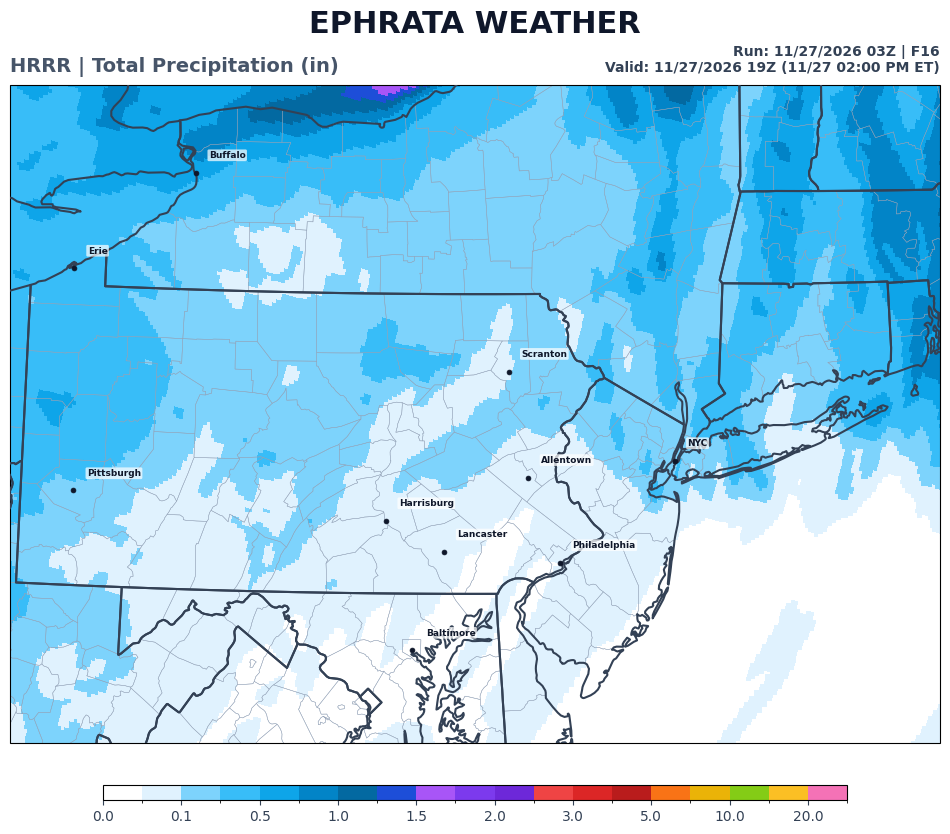 EPHRATA WEATHER
HRRR | Total Precipitation (in)
Run: 11/27/2026 03Z | F16
Valid: 11/27/2026 19Z (11/27 02:00 PM ET)
Buffalo
Erie
Scranton
NYC
Allentown
Pittsburgh
Harrisburg
Lancaster
Philadelphia
Baltimore
0.0 0.1 0.5 1.0 1.5 2.0 3.0 5.0 10.0 20.0